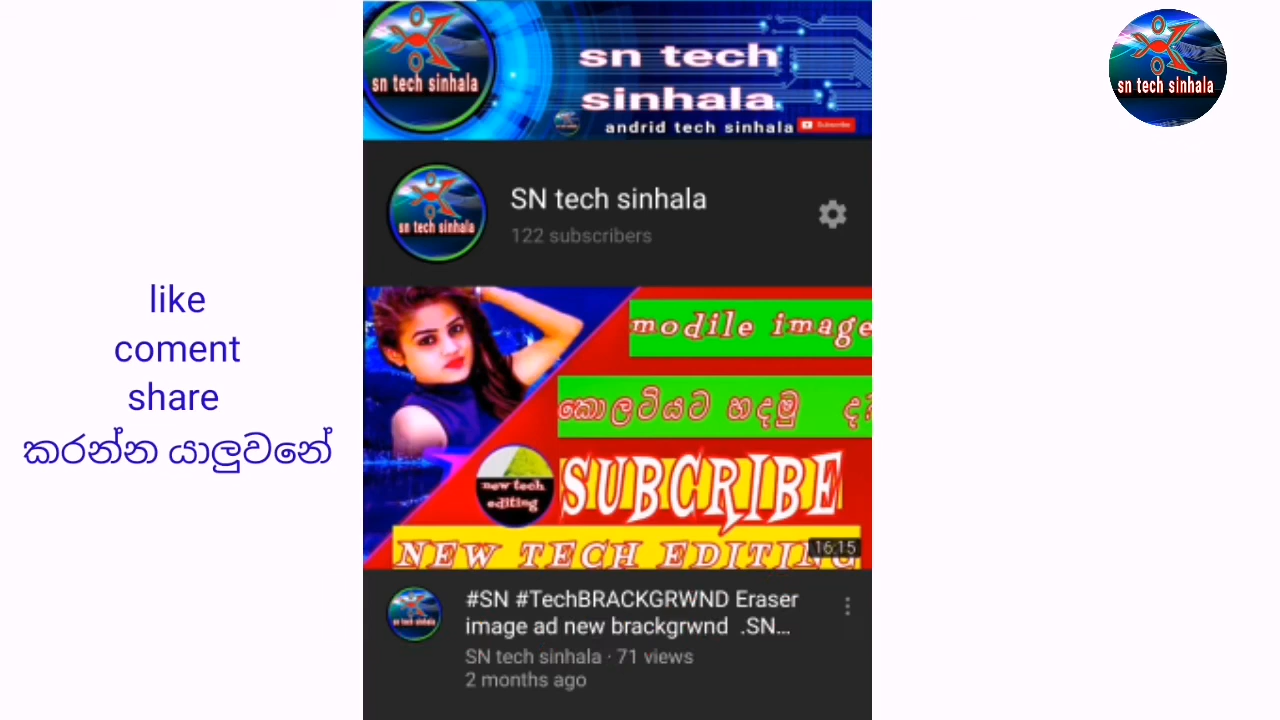 sn tech sinhala
sn tech
sinhala
andrid tech sinhala
Subscribe
sn tech sinhala
sn tech sinhala
SN tech sinhala
122 subscribers
like
coment
share
කරන්න යාලුවනේ
modile image
කොලටියට හදමු
SUBCRIBE
new tech
editing
NEW TECH EDITING
16:15
#SN #TechBRACKGRWND Eraser
image ad new brackgrwnd .SN...
SN tech sinhala · 71 views
2 months ago